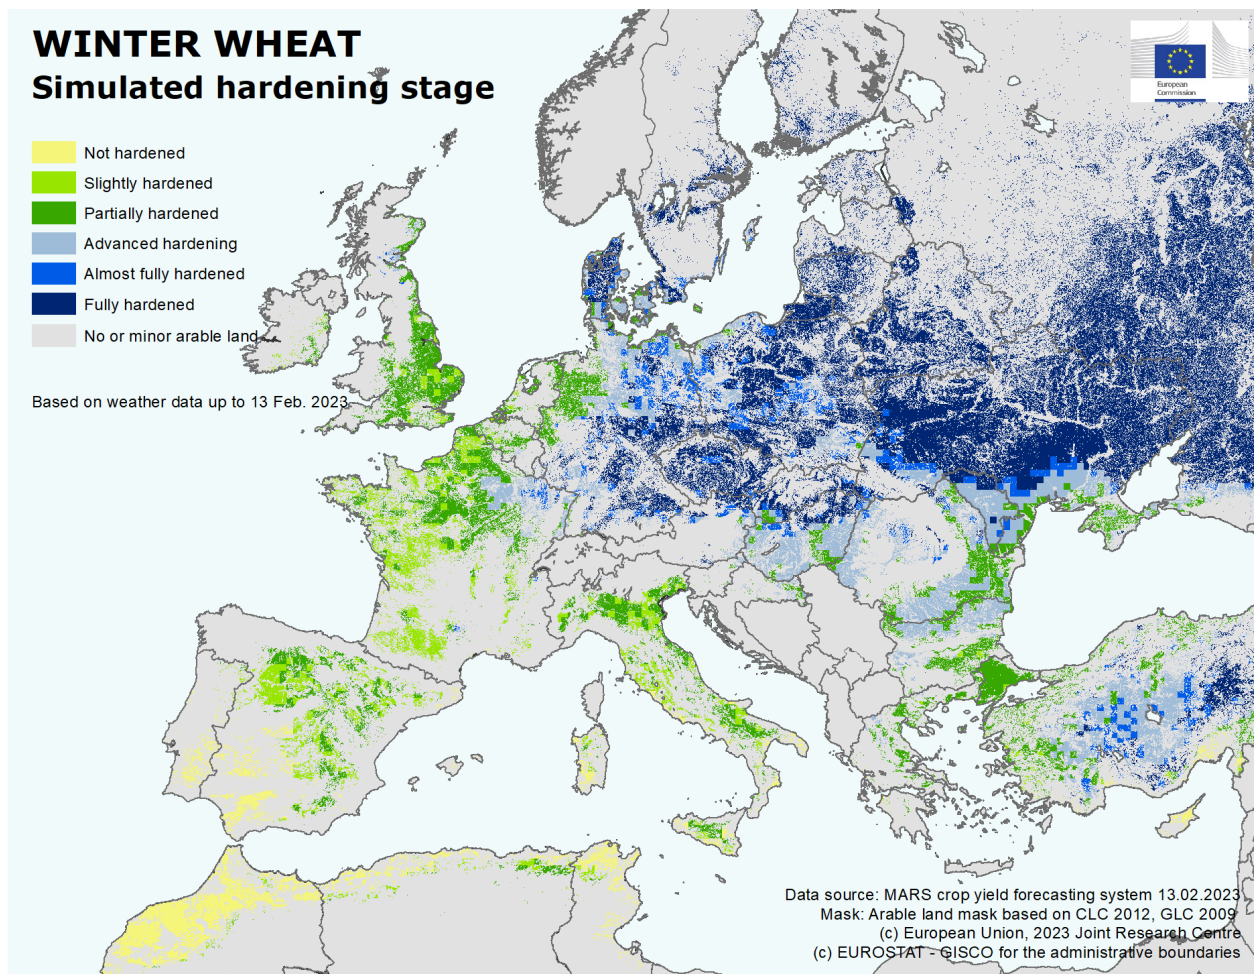 WINTER WHEAT
Simulated hardening stage
European
Commission
Not hardened
Slightly hardened
Partially hardened
Advanced hardening
Almost fully hardened
Fully hardened
No or minor arable land
Based on weather data up to 13 Feb. 2023
Data source: MARS crop yield forecasting system 13.02.2023
Mask: Arable land mask based on CLC 2012, GLC 2009
(c) European Union, 2023 Joint Research Centre
(c) EUROSTAT - GISCO for the administrative boundaries